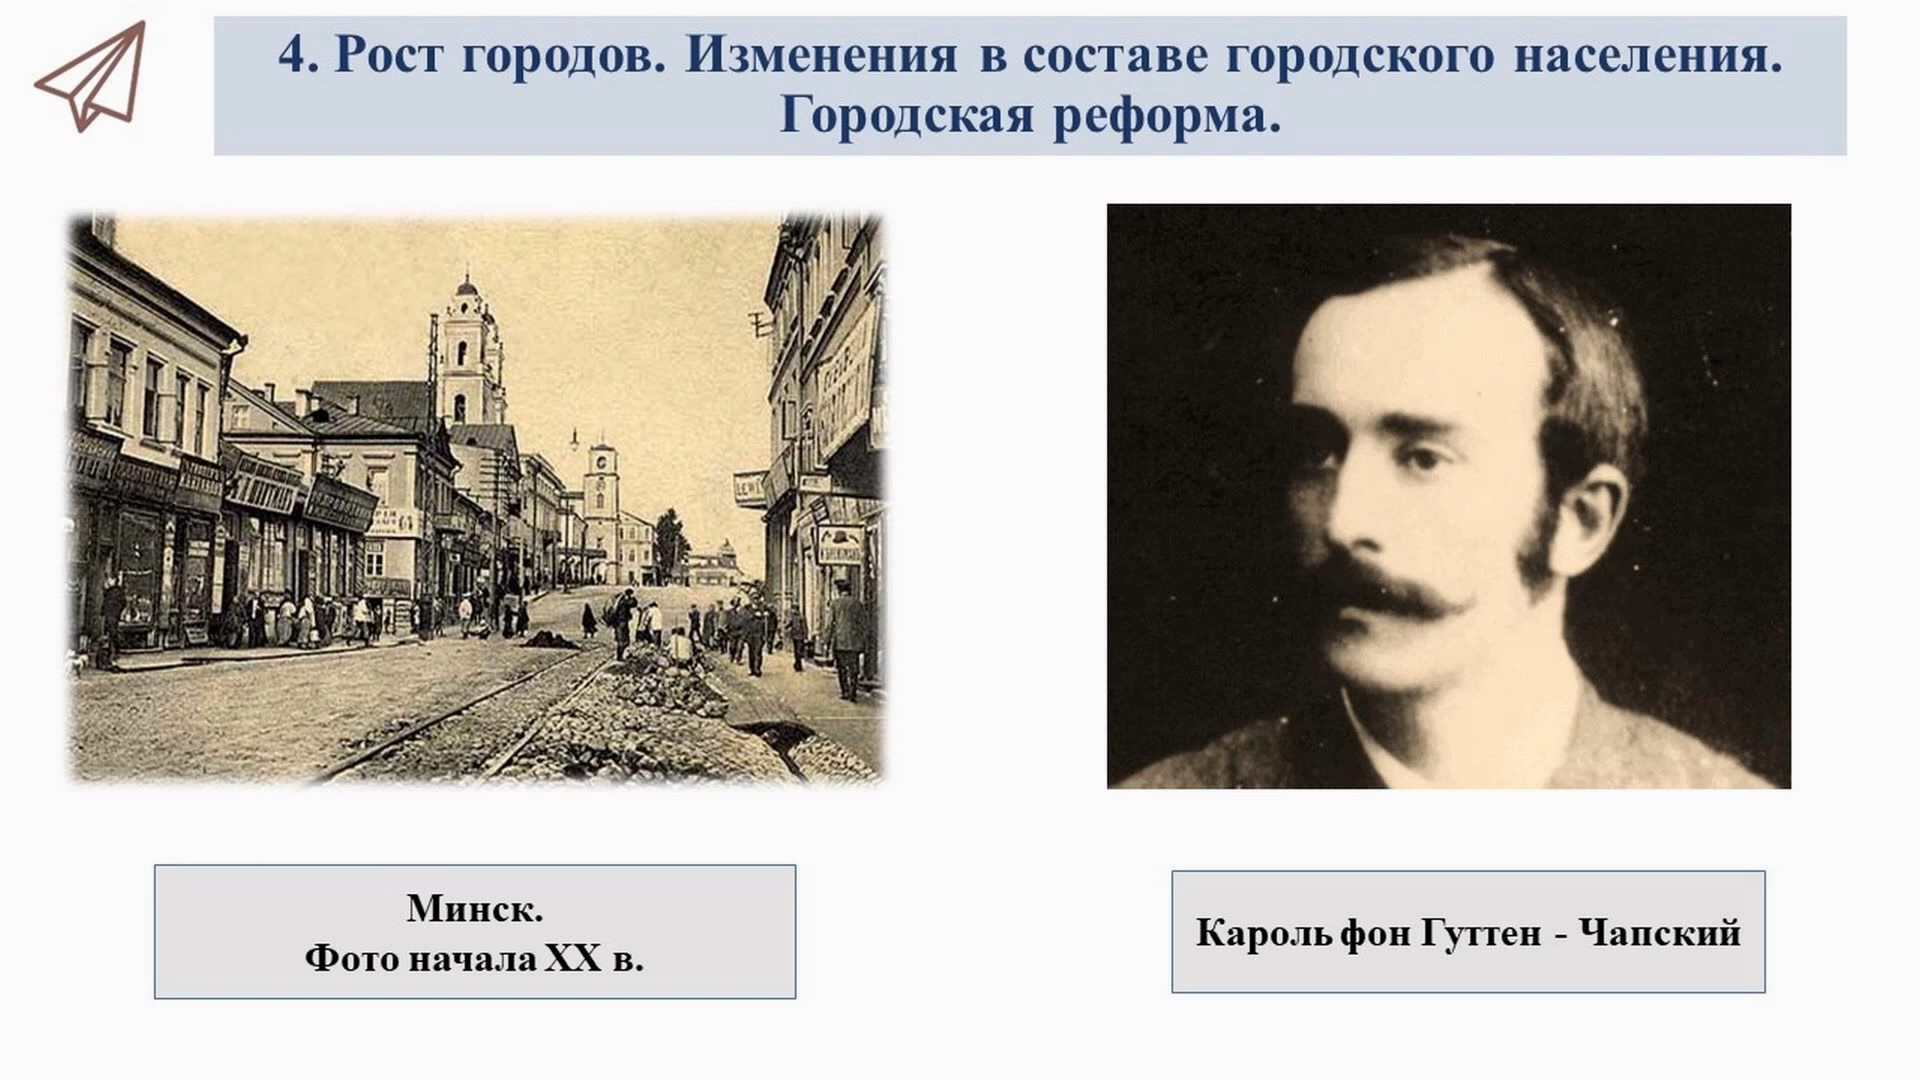 4. Рост городов. Изменения в составе городского населения.
Городская реформа.
Минск.
Фото начала XX в.
Кароль фон Гуттен - Чапский